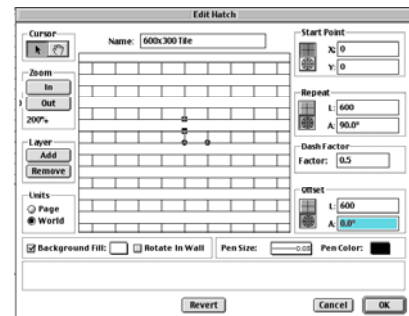 Edit Hatch
Cursor
Name: 600x300 Tile
Zoom
In
Out
200%
Layer
Add
Remove
Units
Page
World
Start Point
X: 0
Y: 0
Repeat
L: 600
A: 90.0°
Dash Factor
Factor: 0.5
Offset
L: 600
A: 0.0°
Background Fill:
Rotate In Wall
Pen Size:
0.05
Pen Color:
Revert
Cancel
OK